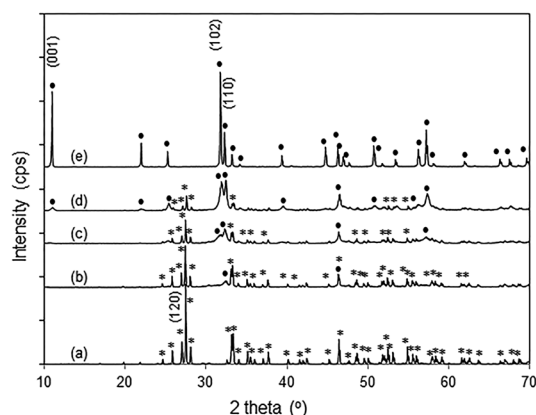 (102)
(001)
(110)
(e)
(d)
(c)
(b)
(120)
(a)
Intensity (cps)
10 20 30 40 50 60 70
2 theta (º)